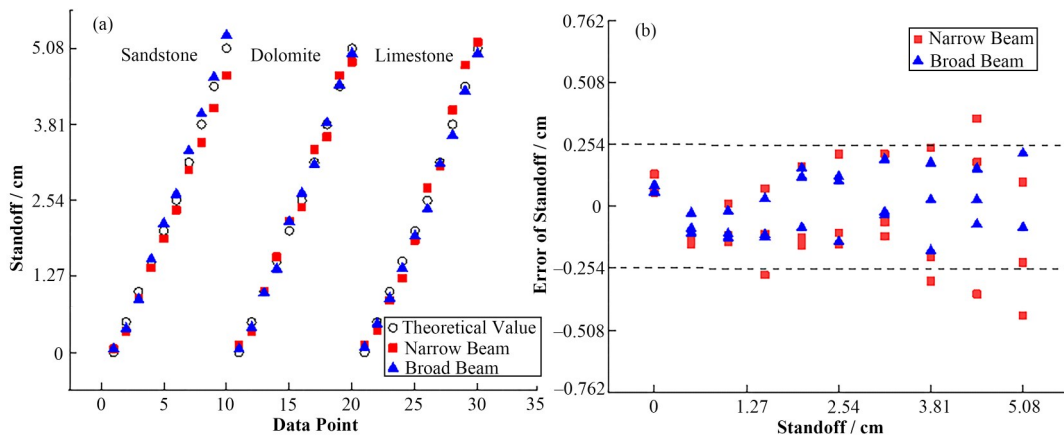 (a)
Sandstone Dolomite Limestone
5.08
3.81
2.54
1.27
0
Standoff / cm
Theoretical Value
Narrow Beam
Broad Beam
0 5 10 15 20 25 30 35
Data Point
(b)
Narrow Beam
Broad Beam
0.762
0.508
0.254
0
−0.254
−0.508
−0.762
Error of Standoff / cm
0 1.27 2.54 3.81 5.08
Standoff / cm